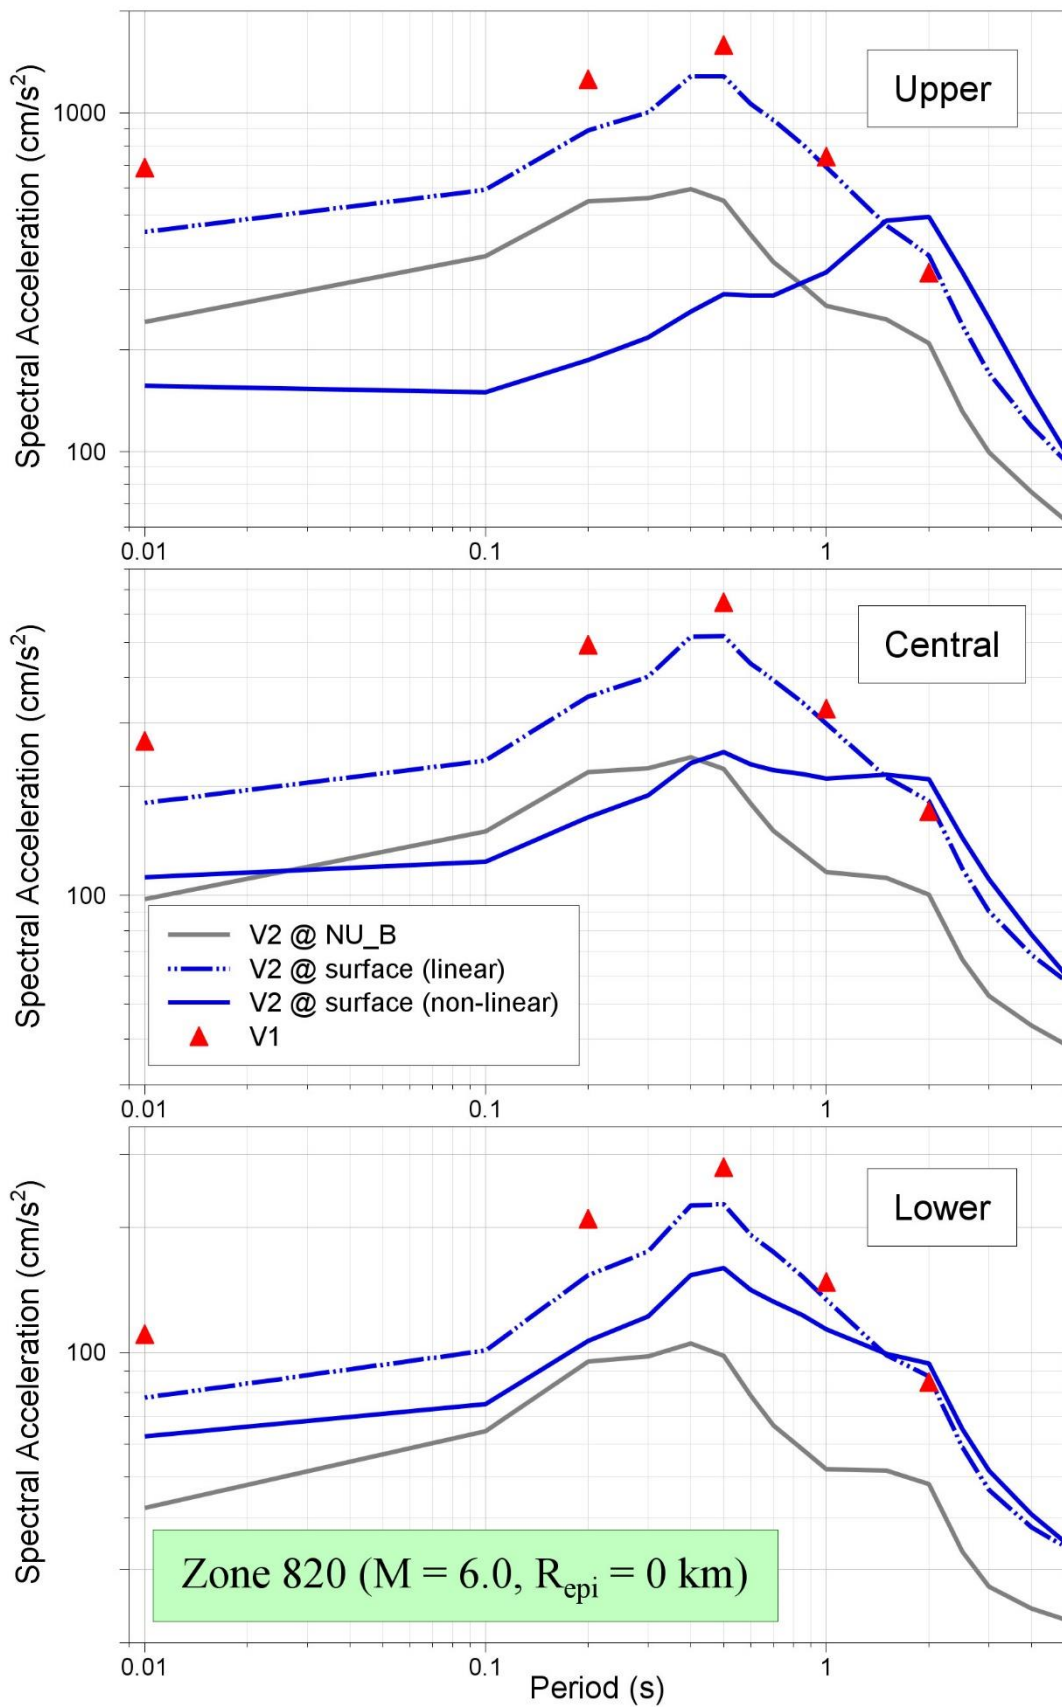 Spectral Acceleration (cm/s²)
1000
100
Upper
0.01 0.1 1
Spectral Acceleration (cm/s²)
100
Central
V2 @ NU_B
V2 @ surface (linear)
V2 @ surface (non-linear)
V1
0.01 0.1 1
Spectral Acceleration (cm/s²)
100
Lower
Zone 820 (M = 6.0, Repi = 0 km)
0.01 0.1 1
Period (s)